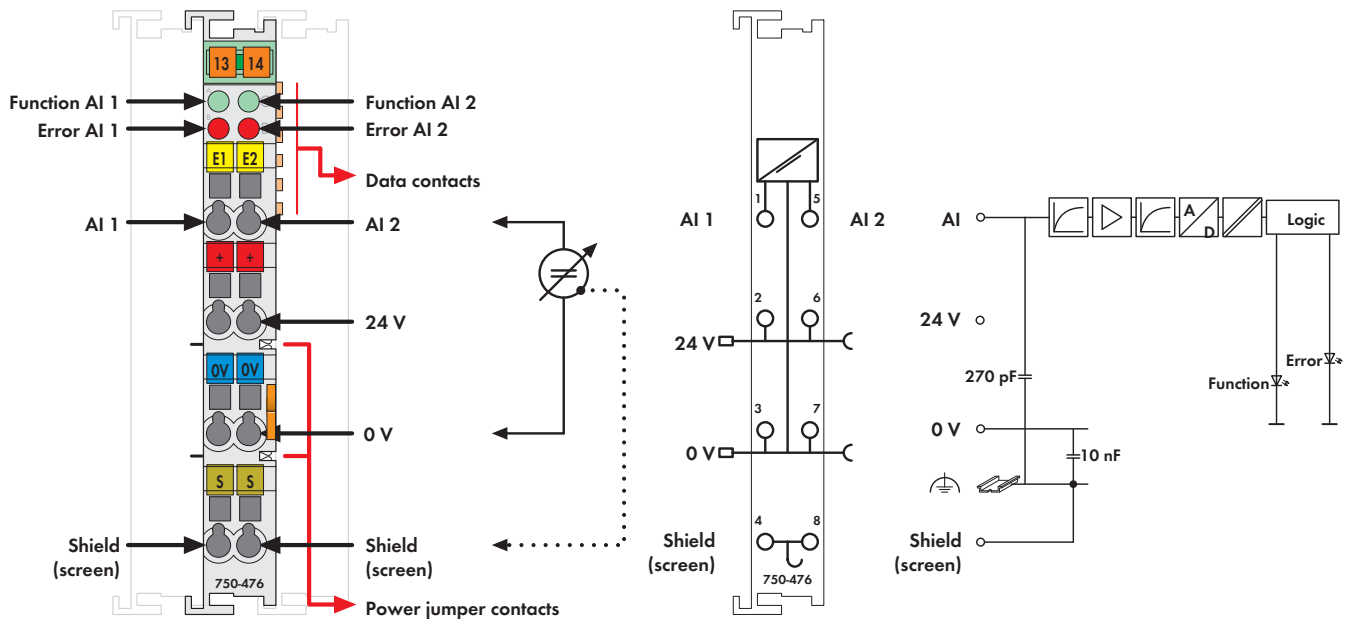 13 14
Function AI 1
Function AI 2
Error AI 1
Error AI 2
E1 E2
Data contacts
AI 1
AI 2
+ +
24 V
0V 0V
0 V
S S
Shield
(screen)
Shield
(screen)
750-476
Power jumper contacts
1
5
AI 1
AI 2
2
6
24 V
3
7
0 V
4
8
Shield
(screen)
750-476
AI
A
D
Logic
24 V
270 pF
Function
Error
0 V
10 nF
Shield
(screen)